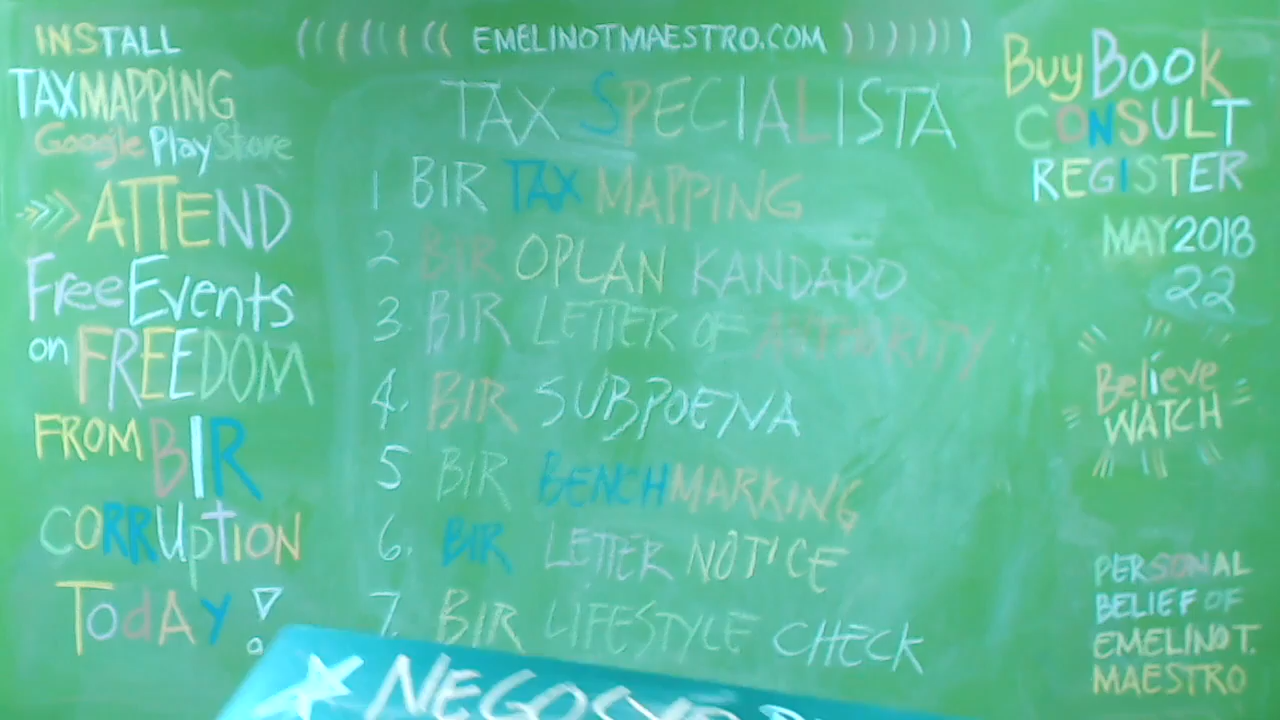 INSTALL
TAXMAPPING
Google Play Store
>>> ATTEND
Free Events
on FREEDOM
FROM BIR
CORRUPTION
TodAy !
(((((((( EMELINOTMAESTRO.COM ))))))))
TAX SPECIALISTA
1 BIR TAX MAPPING
2 BIR OPLAN KANDADO
3. BIR LETTER OF AUTHORITY
4. BIR SUBPOENA
5 BIR BENCHMARKING
6. BIR LETTER NOTICE
7. BIR LIFESTYLE CHECK
Buy Book
CONSULT
REGISTER
MAY 2018
22
Believe
WATCH
PERSONAL
BELIEF OF
EMELINO T.
MAESTRO